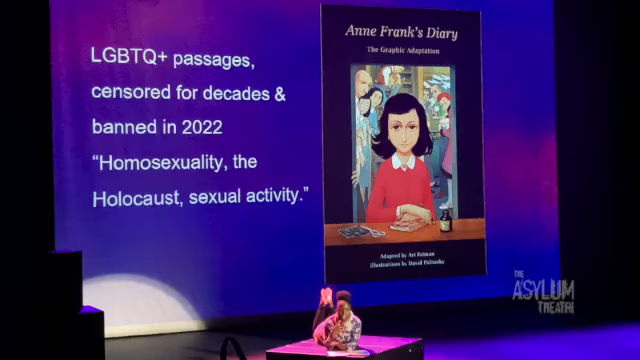 LGBTQ+ passages,
censored for decades &
banned in 2022
“Homosexuality, the
Holocaust, sexual activity.”
Anne Frank's Diary
The Graphic Adaptation
Adapted by Ari Folman
Illustrations by David Polonsky
THE
ASYLUM
THEATRE